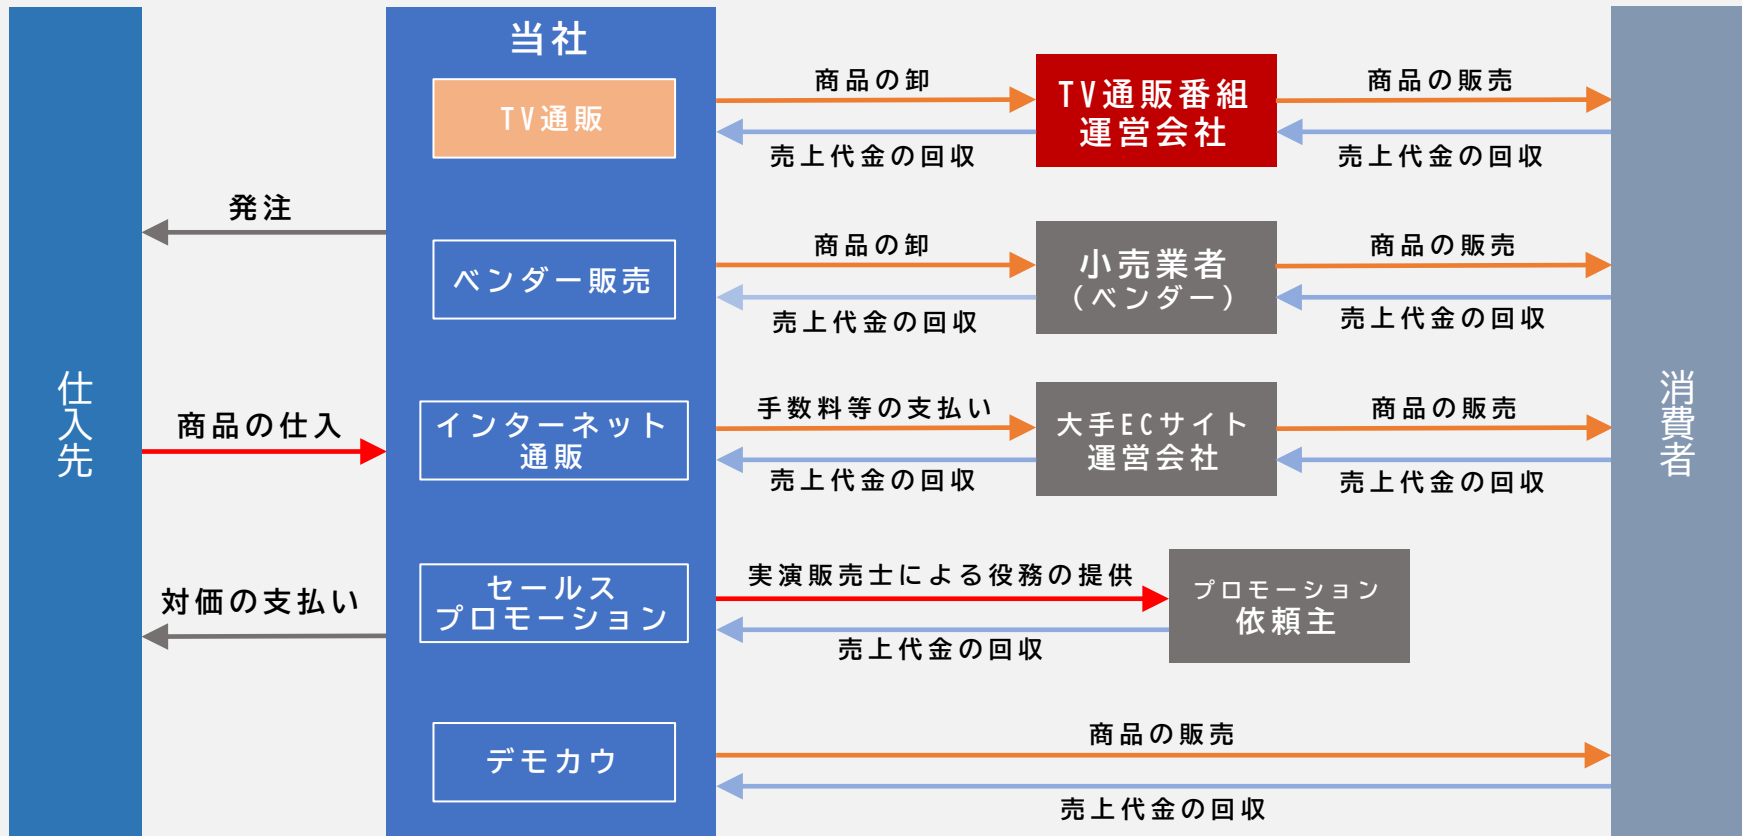 当社
TV通販
商品の卸
売上代金の回収
TV通販番組
運営会社
商品の販売
売上代金の回収
発注
ベンダー販売
商品の卸
売上代金の回収
小売業者
（ベンダー）
商品の販売
売上代金の回収
仕入先
商品の仕入
インターネット
通販
手数料等の支払い
売上代金の回収
大手ECサイト
運営会社
商品の販売
売上代金の回収
消費者
対価の支払い
セールス
プロモーション
実演販売士による役務の提供
売上代金の回収
プロモーション
依頼主
デモカウ
商品の販売
売上代金の回収